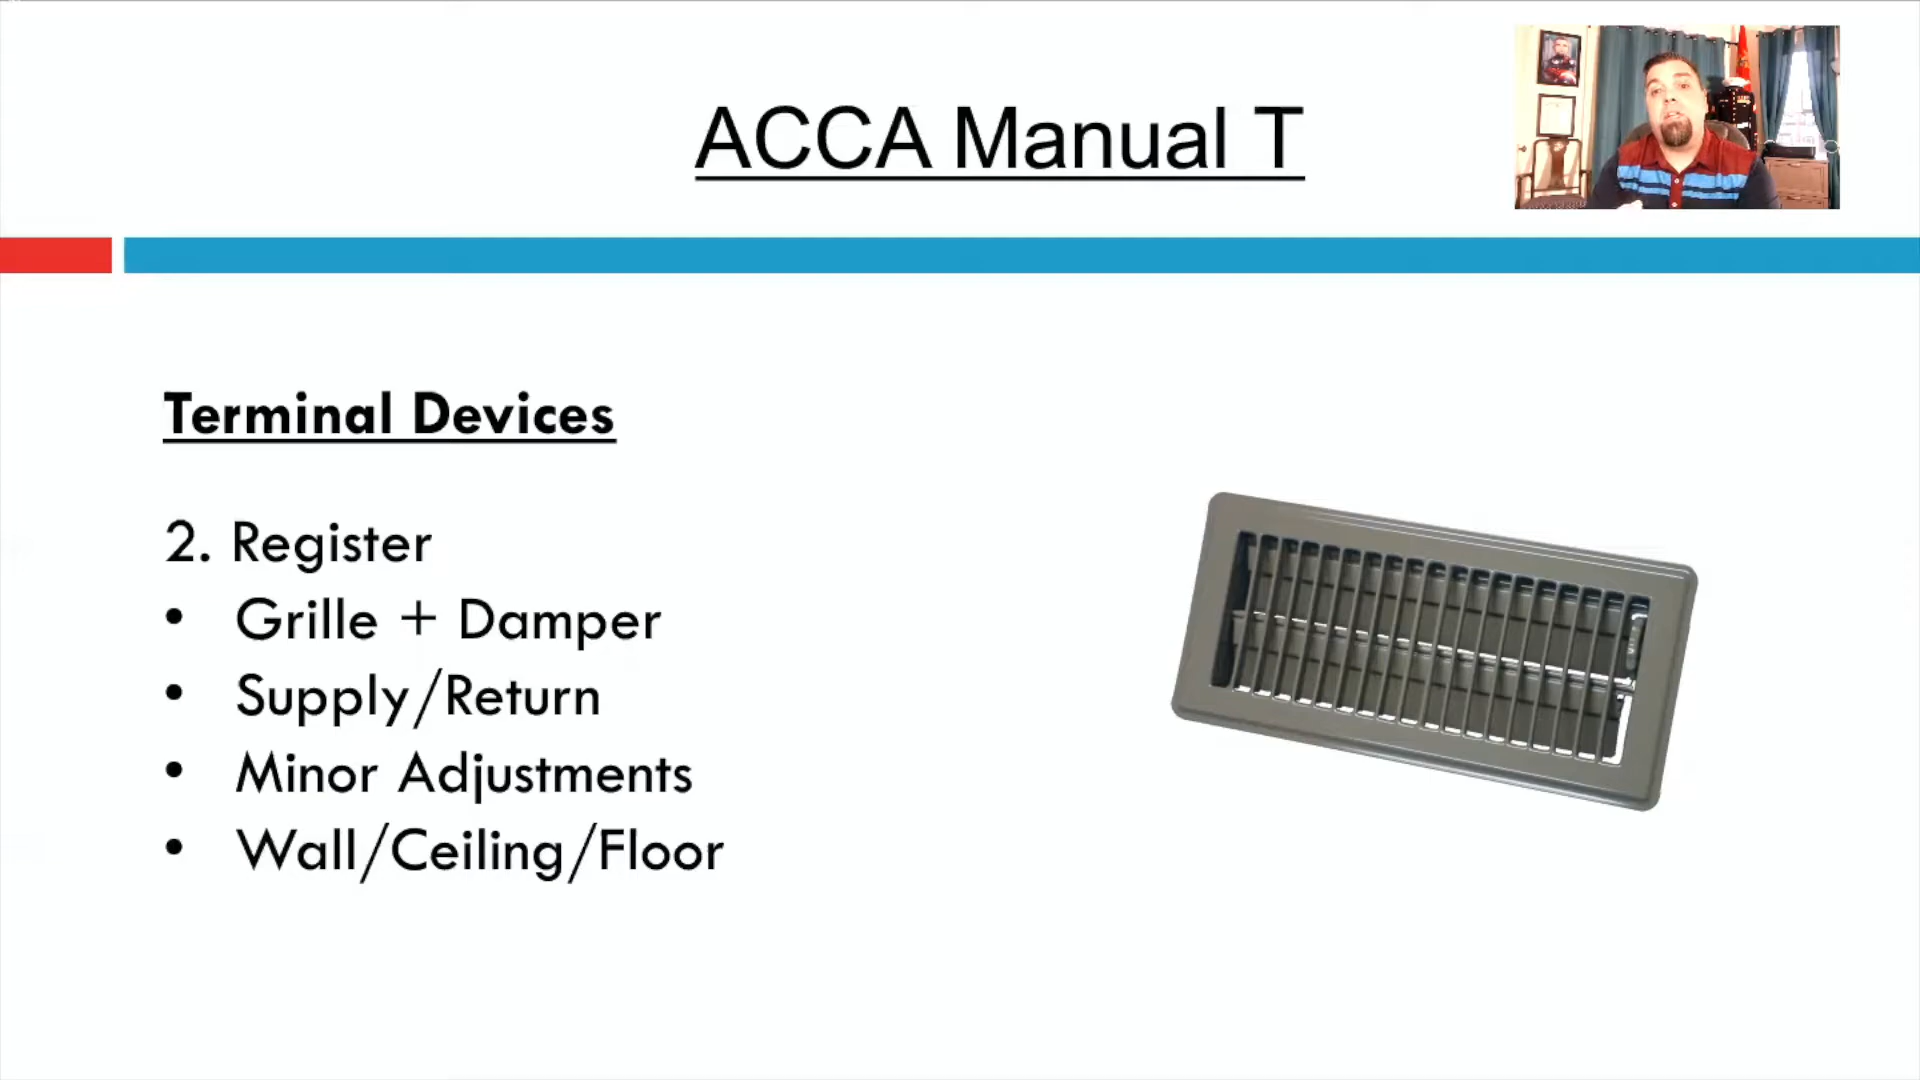 ACCA Manual T
Terminal Devices
2. Register
• Grille + Damper
• Supply/Return
• Minor Adjustments
• Wall/Ceiling/Floor